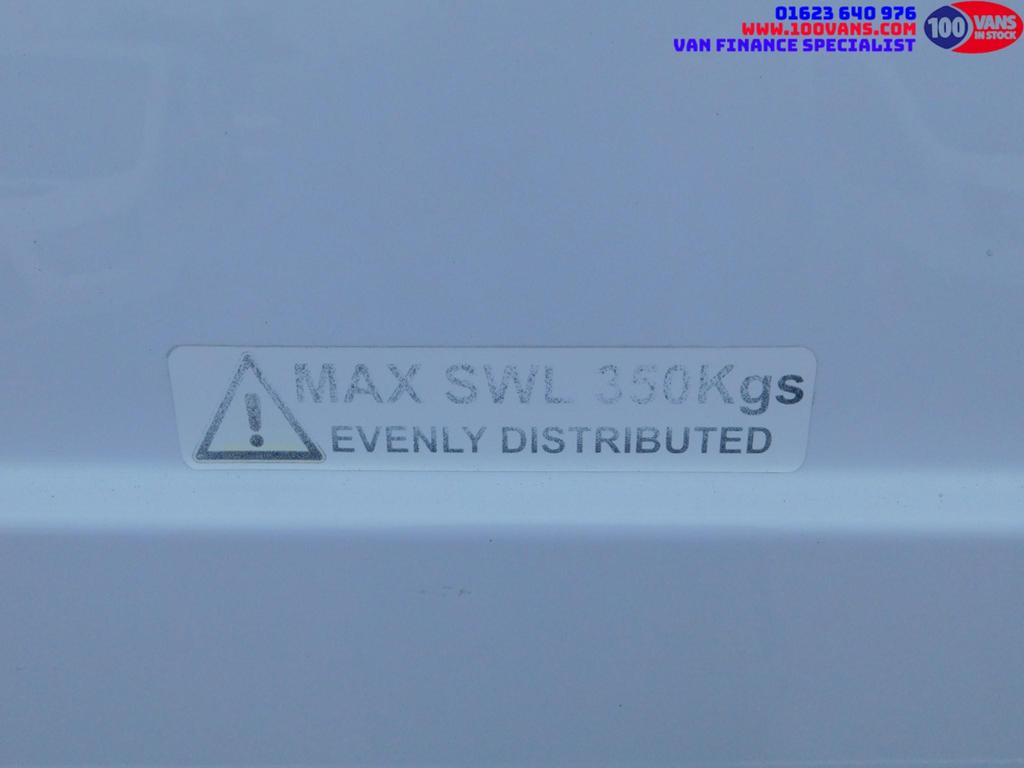 01623 640 976
WWW.100VANS.COM
VAN FINANCE SPECIALIST
100 VANS
IN STOCK
MAX SWL 350Kgs
! EVENLY DISTRIBUTED